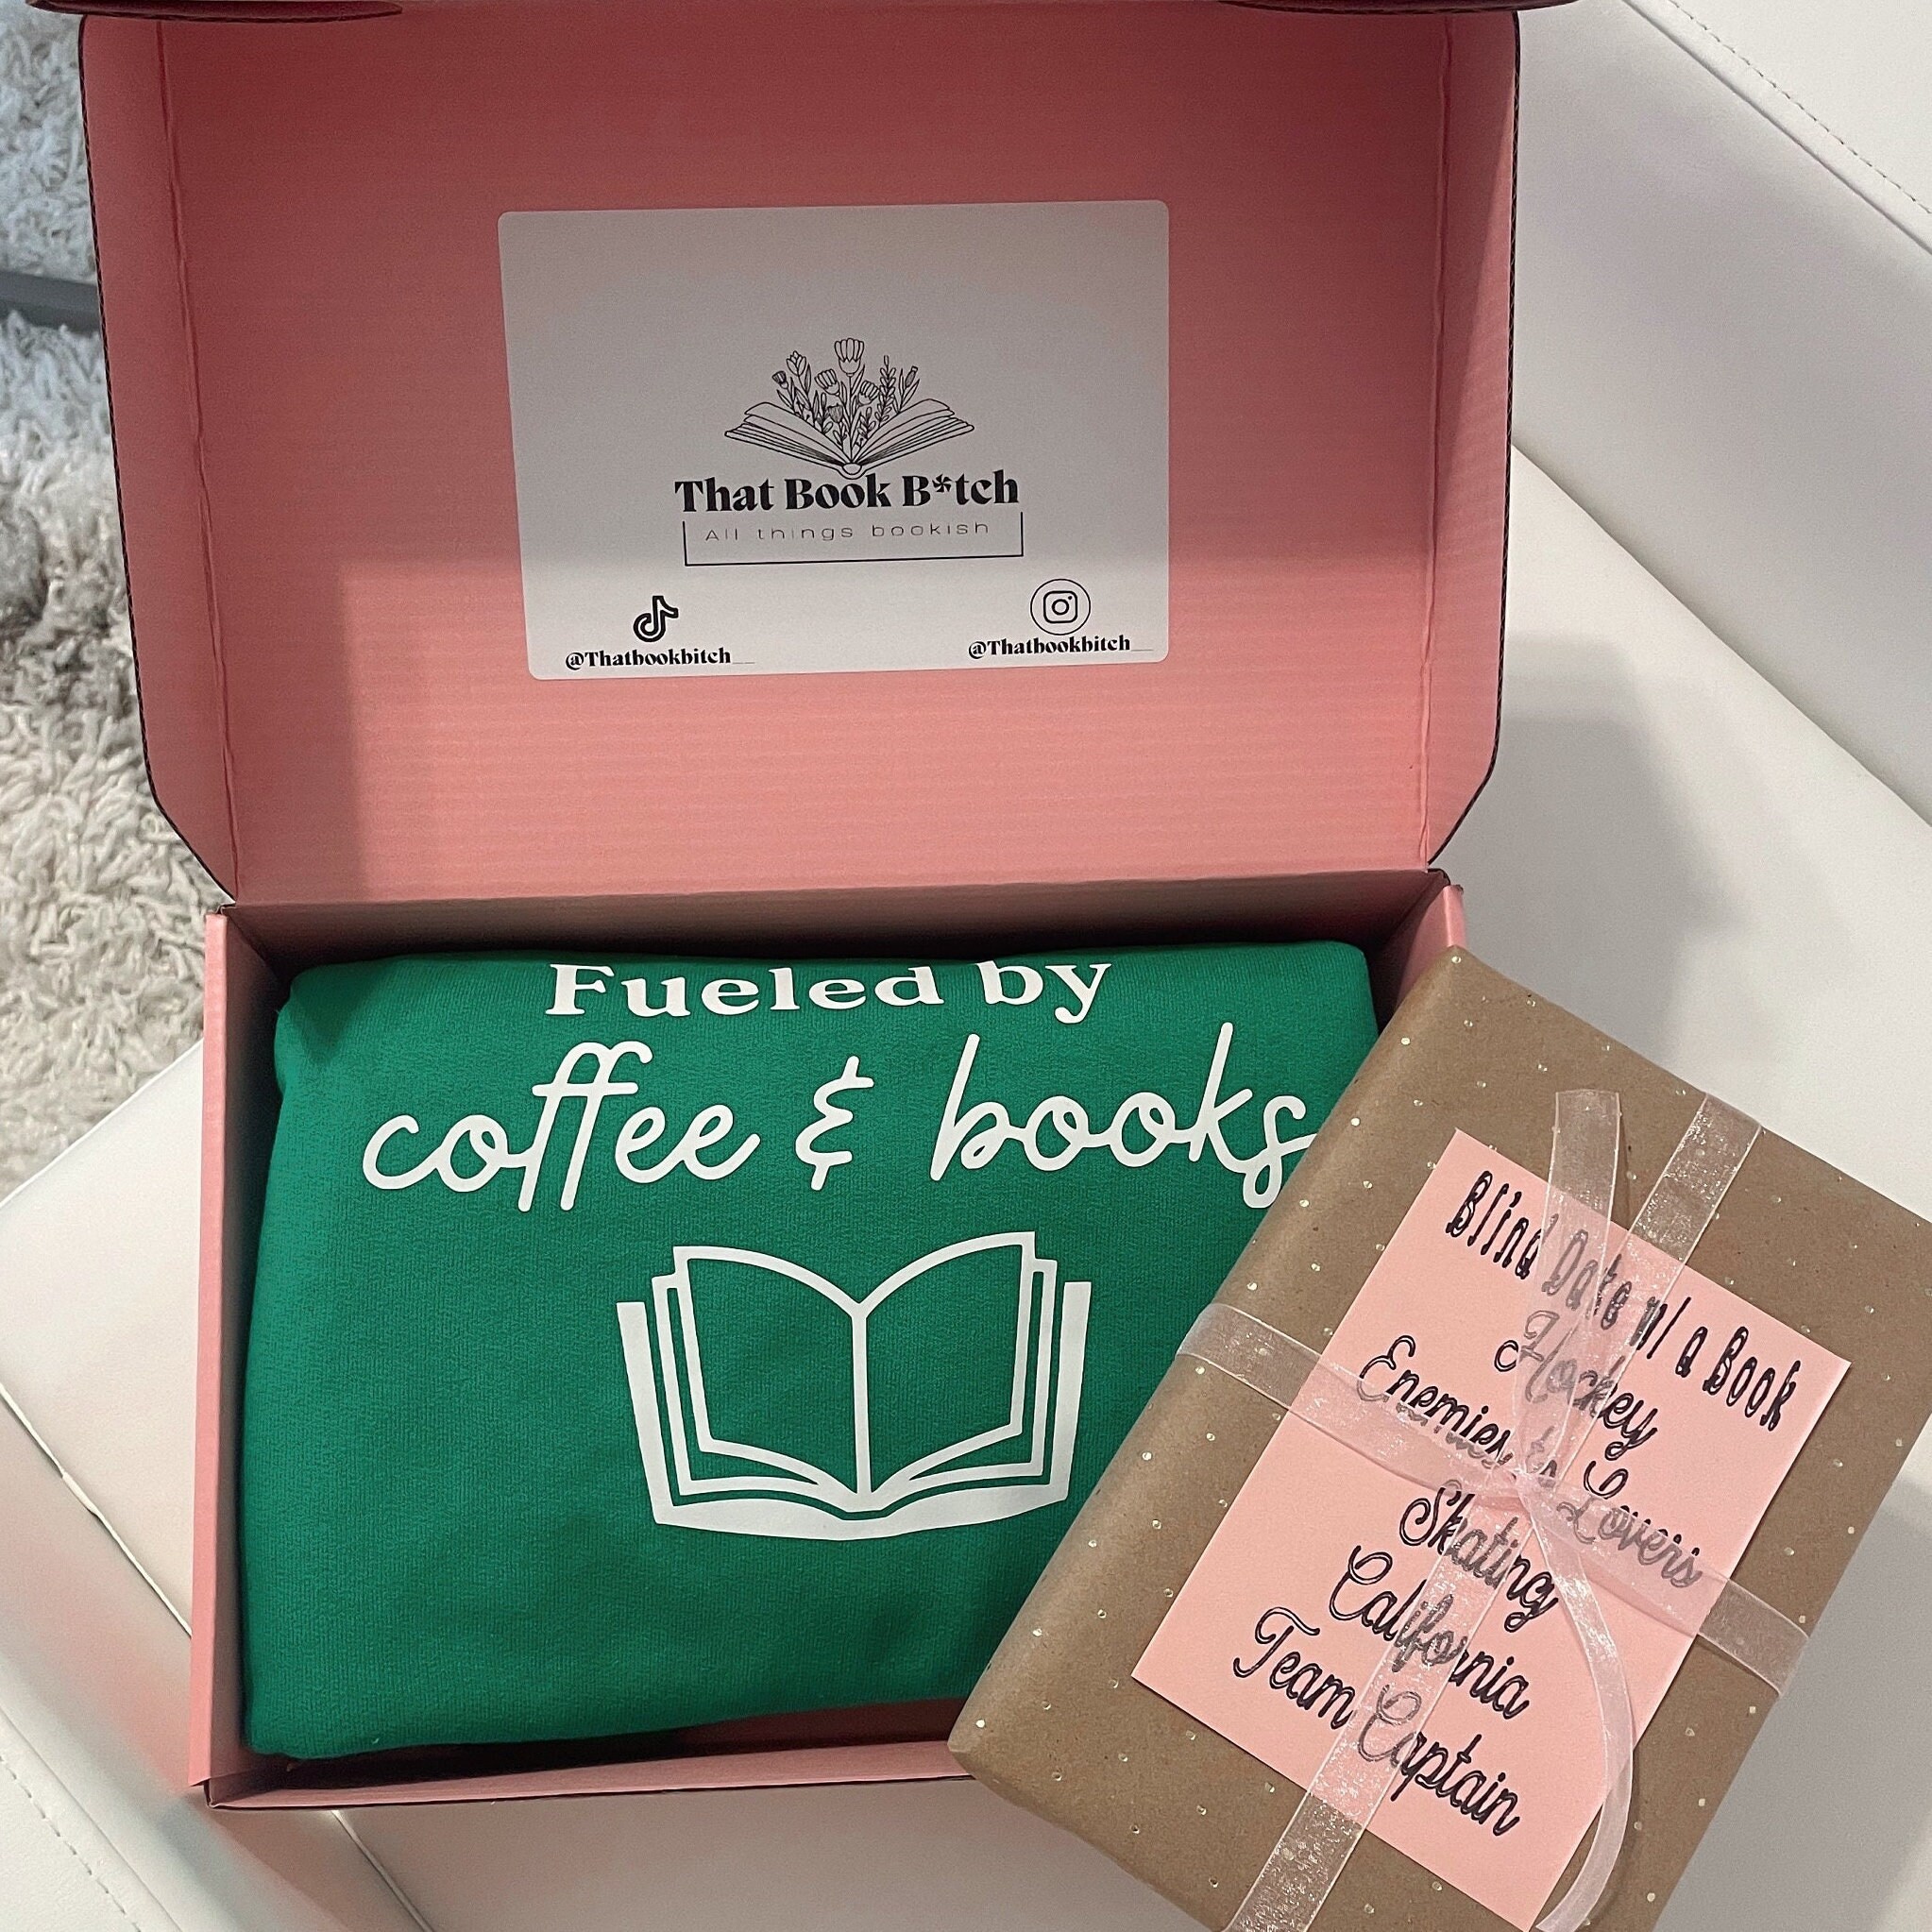 That Book B*tch
All things bookish
@Thatbookbitch__
@Thatbookbitch__
Fueled by
coffee & books
Blind Date w/ a Book
Hockey
Enemies to Lovers
Skating
California
Team Captain